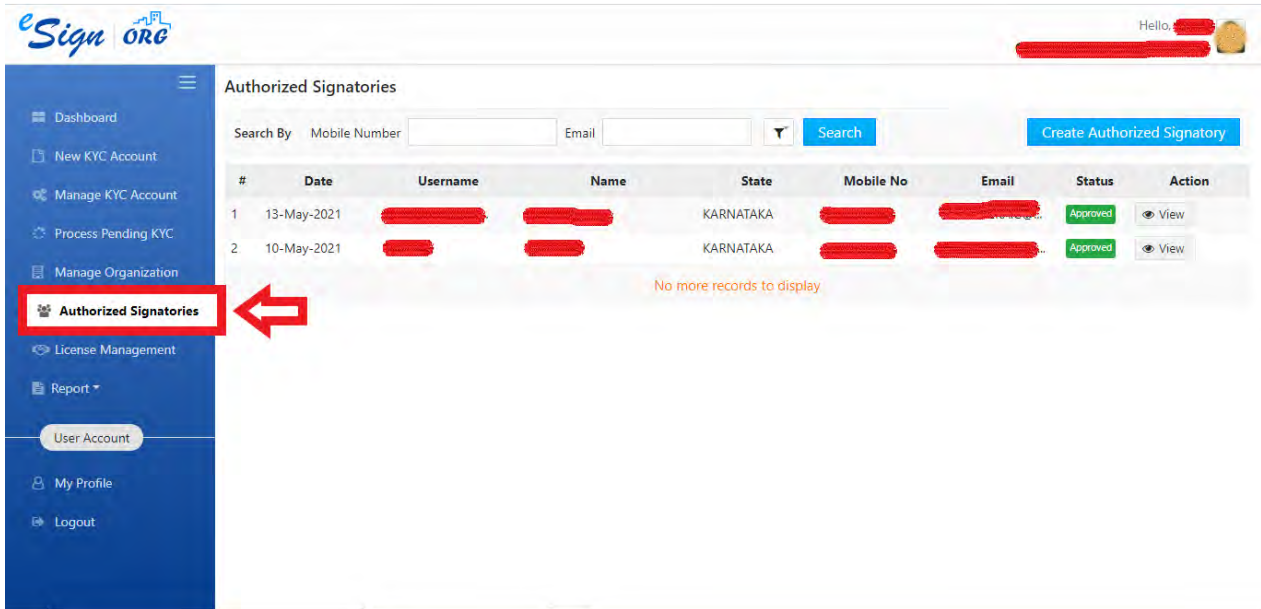 eSign ORG
Hello,
Authorized Signatories
Dashboard
New KYC Account
Manage KYC Account
Process Pending KYC
Manage Organization
Authorized Signatories
License Management
Report
User Account
My Profile
Logout
Search By Mobile Number Email Search Create Authorized Signatory
# Date Username Name State Mobile No Email Status Action
1 13-May-2021 KARNATAKA Approved View
2 10-May-2021 KARNATAKA Approved View
No more records to display